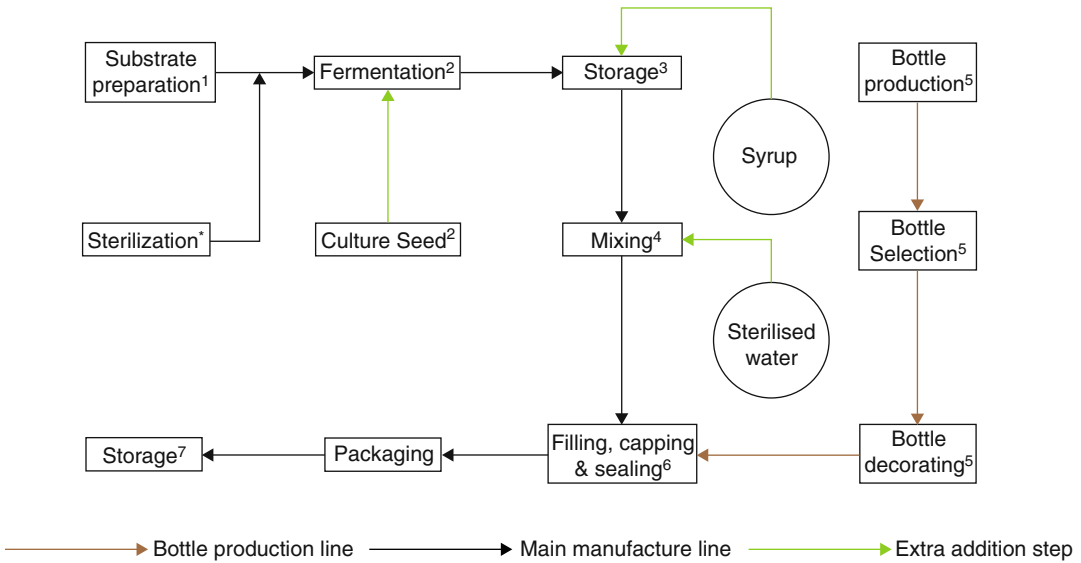 Substrate
preparation¹
Fermentation²
Storage³
Bottle
production⁵
Syrup
Sterilization*
Culture Seed²
Mixing⁴
Bottle
Selection⁵
Sterilised
water
Storage⁷
Packaging
Filling, capping
& sealing⁶
Bottle
decorating⁵
Bottle production line
Main manufacture line
Extra addition step